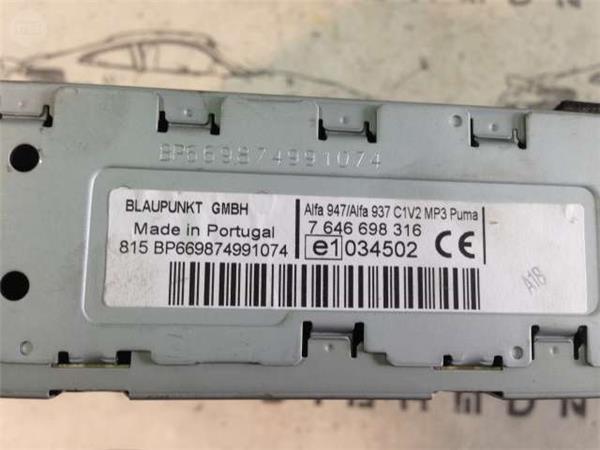 BP669874991074
BLAUPUNKT GMBH
Made in Portugal
815 BP669874991074
Alfa 947/Alfa 937 C1V2 MP3 Puma
7 646 698 316
e1 034502 CE
A18